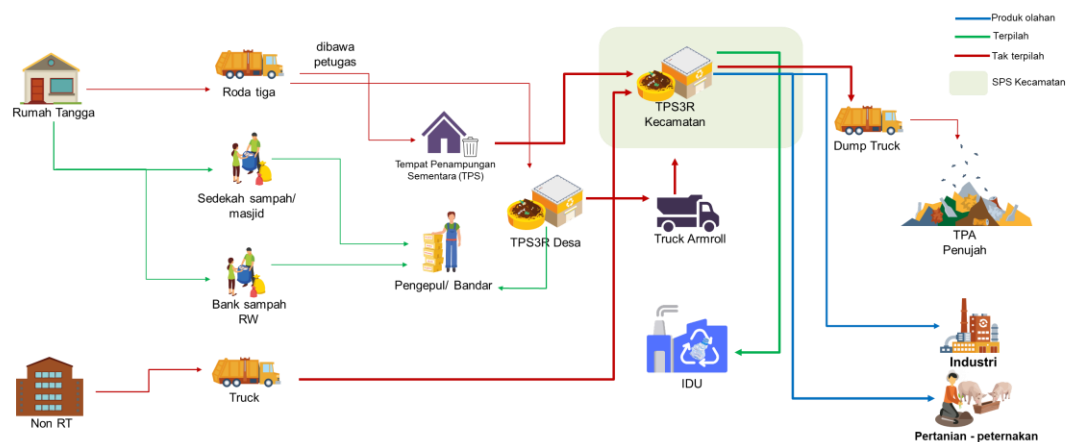 Produk olahan
Terpilah
Tak terpilah
SPS Kecamatan
dibawa
petugas
Rumah Tangga
Roda tiga
TPS3R
Kecamatan
Dump Truck
Tempat Penampungan
Sementara (TPS)
Sedekah sampah/
masjid
TPS3R Desa
Truck Armroll
TPA
Penujah
Pengepul/ Bandar
Bank sampah
RW
IDU
Industri
Non RT
Truck
Pertanian - peternakan